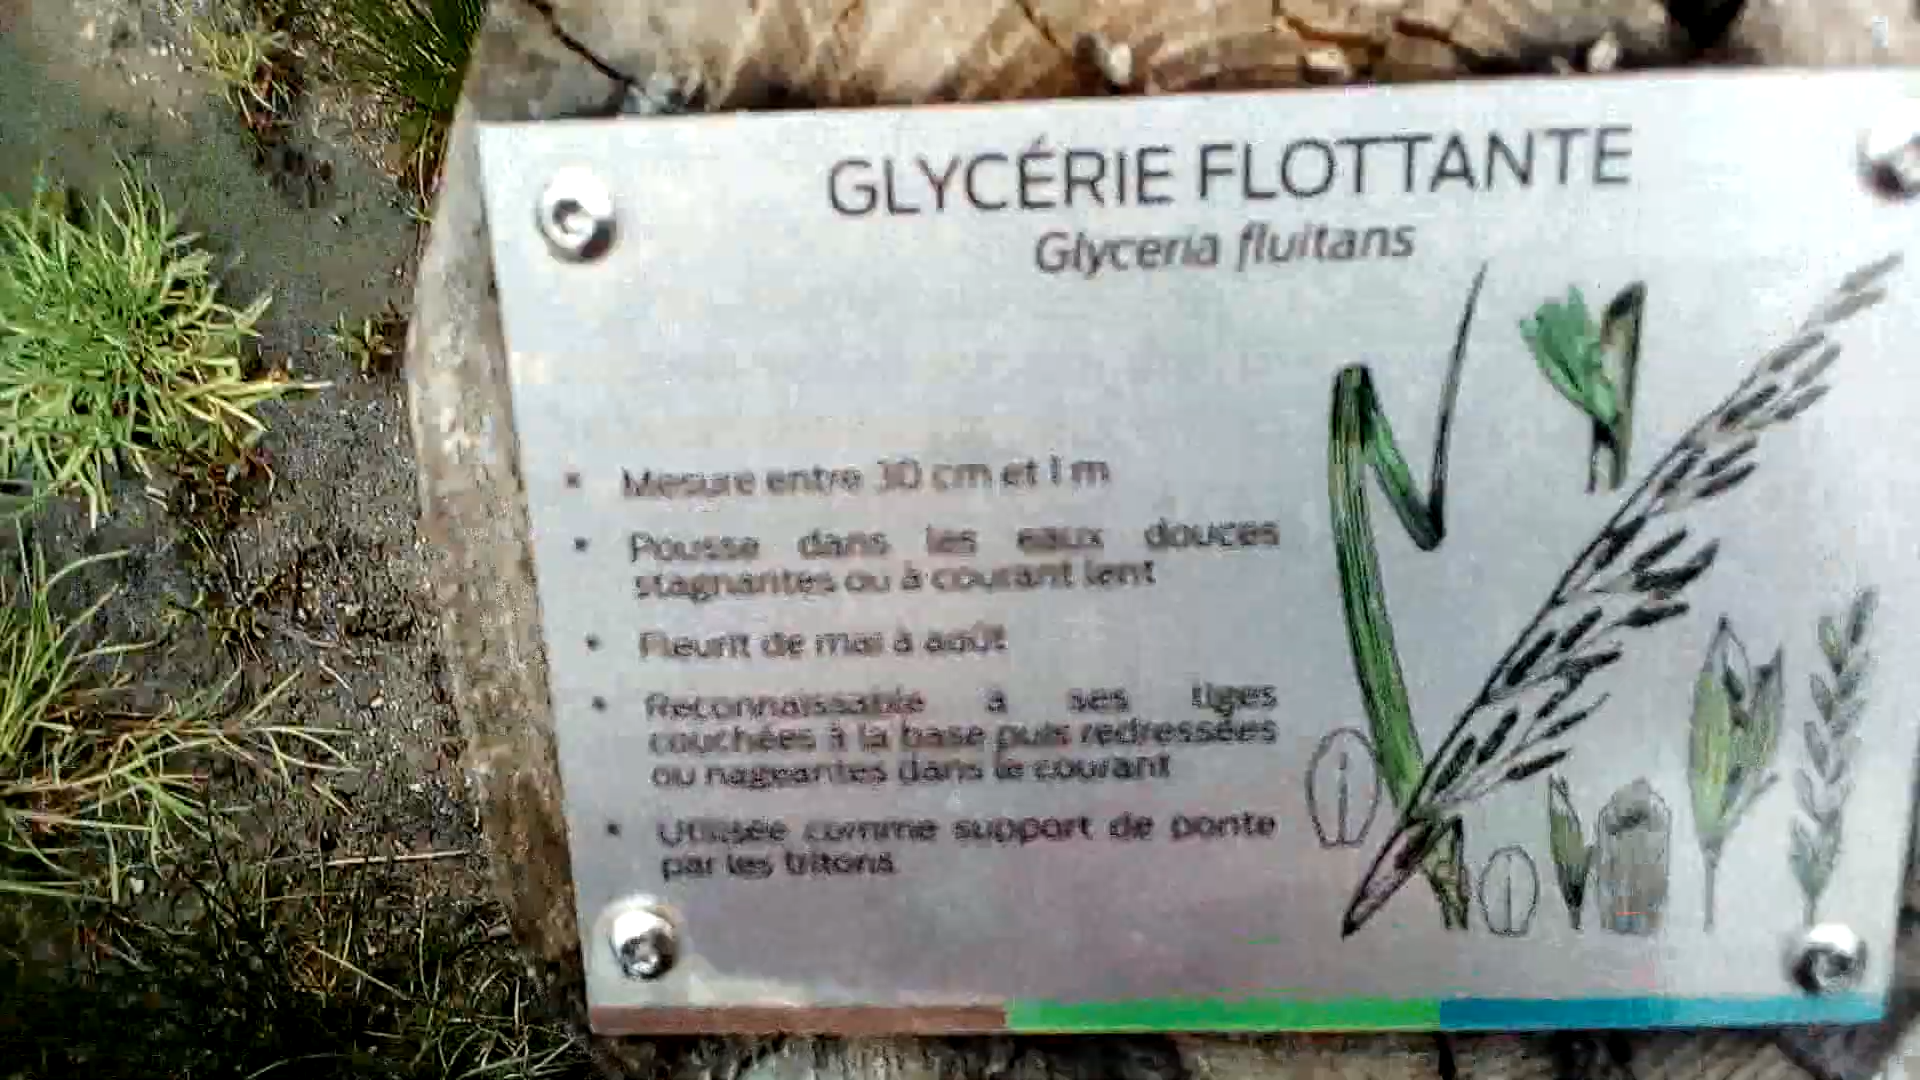 GLYCÉRIE FLOTTANTE
Glyceria fluitans
• Mesure entre 30 cm et 1 m
• Pousse dans les eaux douces
stagnantes ou à courant lent
• Fleurit de mai à août
• Reconnaissable à ses tiges
couchées à la base puis redressées
ou nageantes dans le courant
• Utilisée comme support de ponte
par les tritons